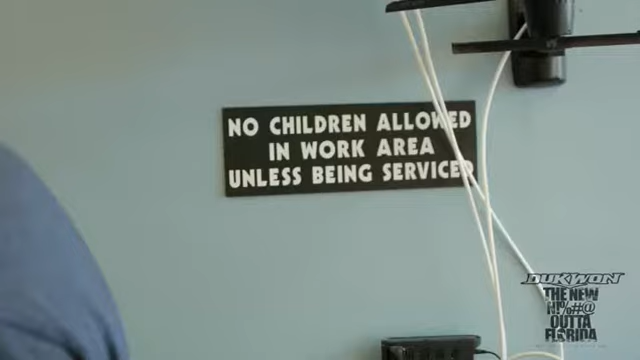 NO CHILDREN ALLOWED
IN WORK AREA
UNLESS BEING SERVICED
DUKWON
THE NEW
N!%#@
OUTTA
FLORIDA